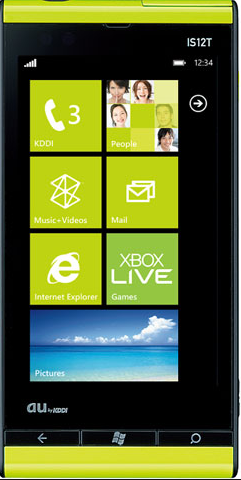 IS12T
12:34
3
KDDI
People
Music+Videos
Mail
Internet Explorer
XBOX
LIVE
Games
Pictures
au by KDDI